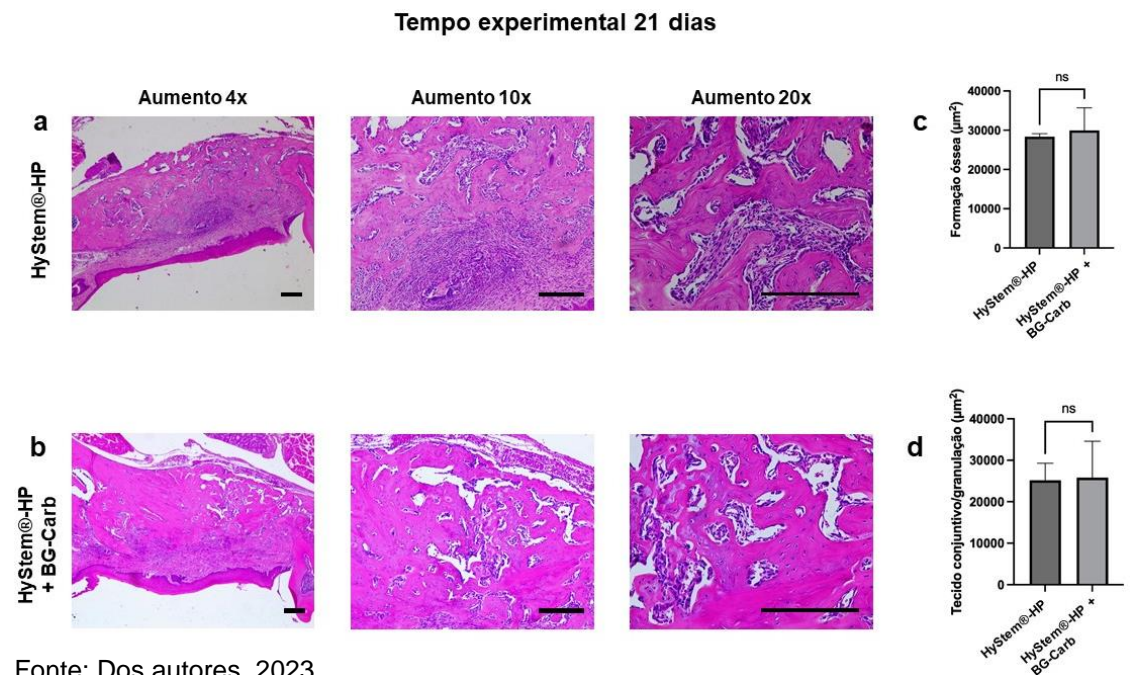 Tempo experimental 21 dias
Aumento 4x
Aumento 10x
Aumento 20x
a
HyStem®-HP
c
Formação óssea (µm²)
40000
30000
20000
10000
0
ns
HyStem®-HP
HyStem®-HP +
BG-Carb
b
HyStem®-HP
+ BG-Carb
d
Tecido conjuntivo/granulação (µm²)
40000
30000
20000
10000
0
ns
HyStem®-HP
HyStem®-HP +
BG-Carb
Fonte: Dos autores, 2023